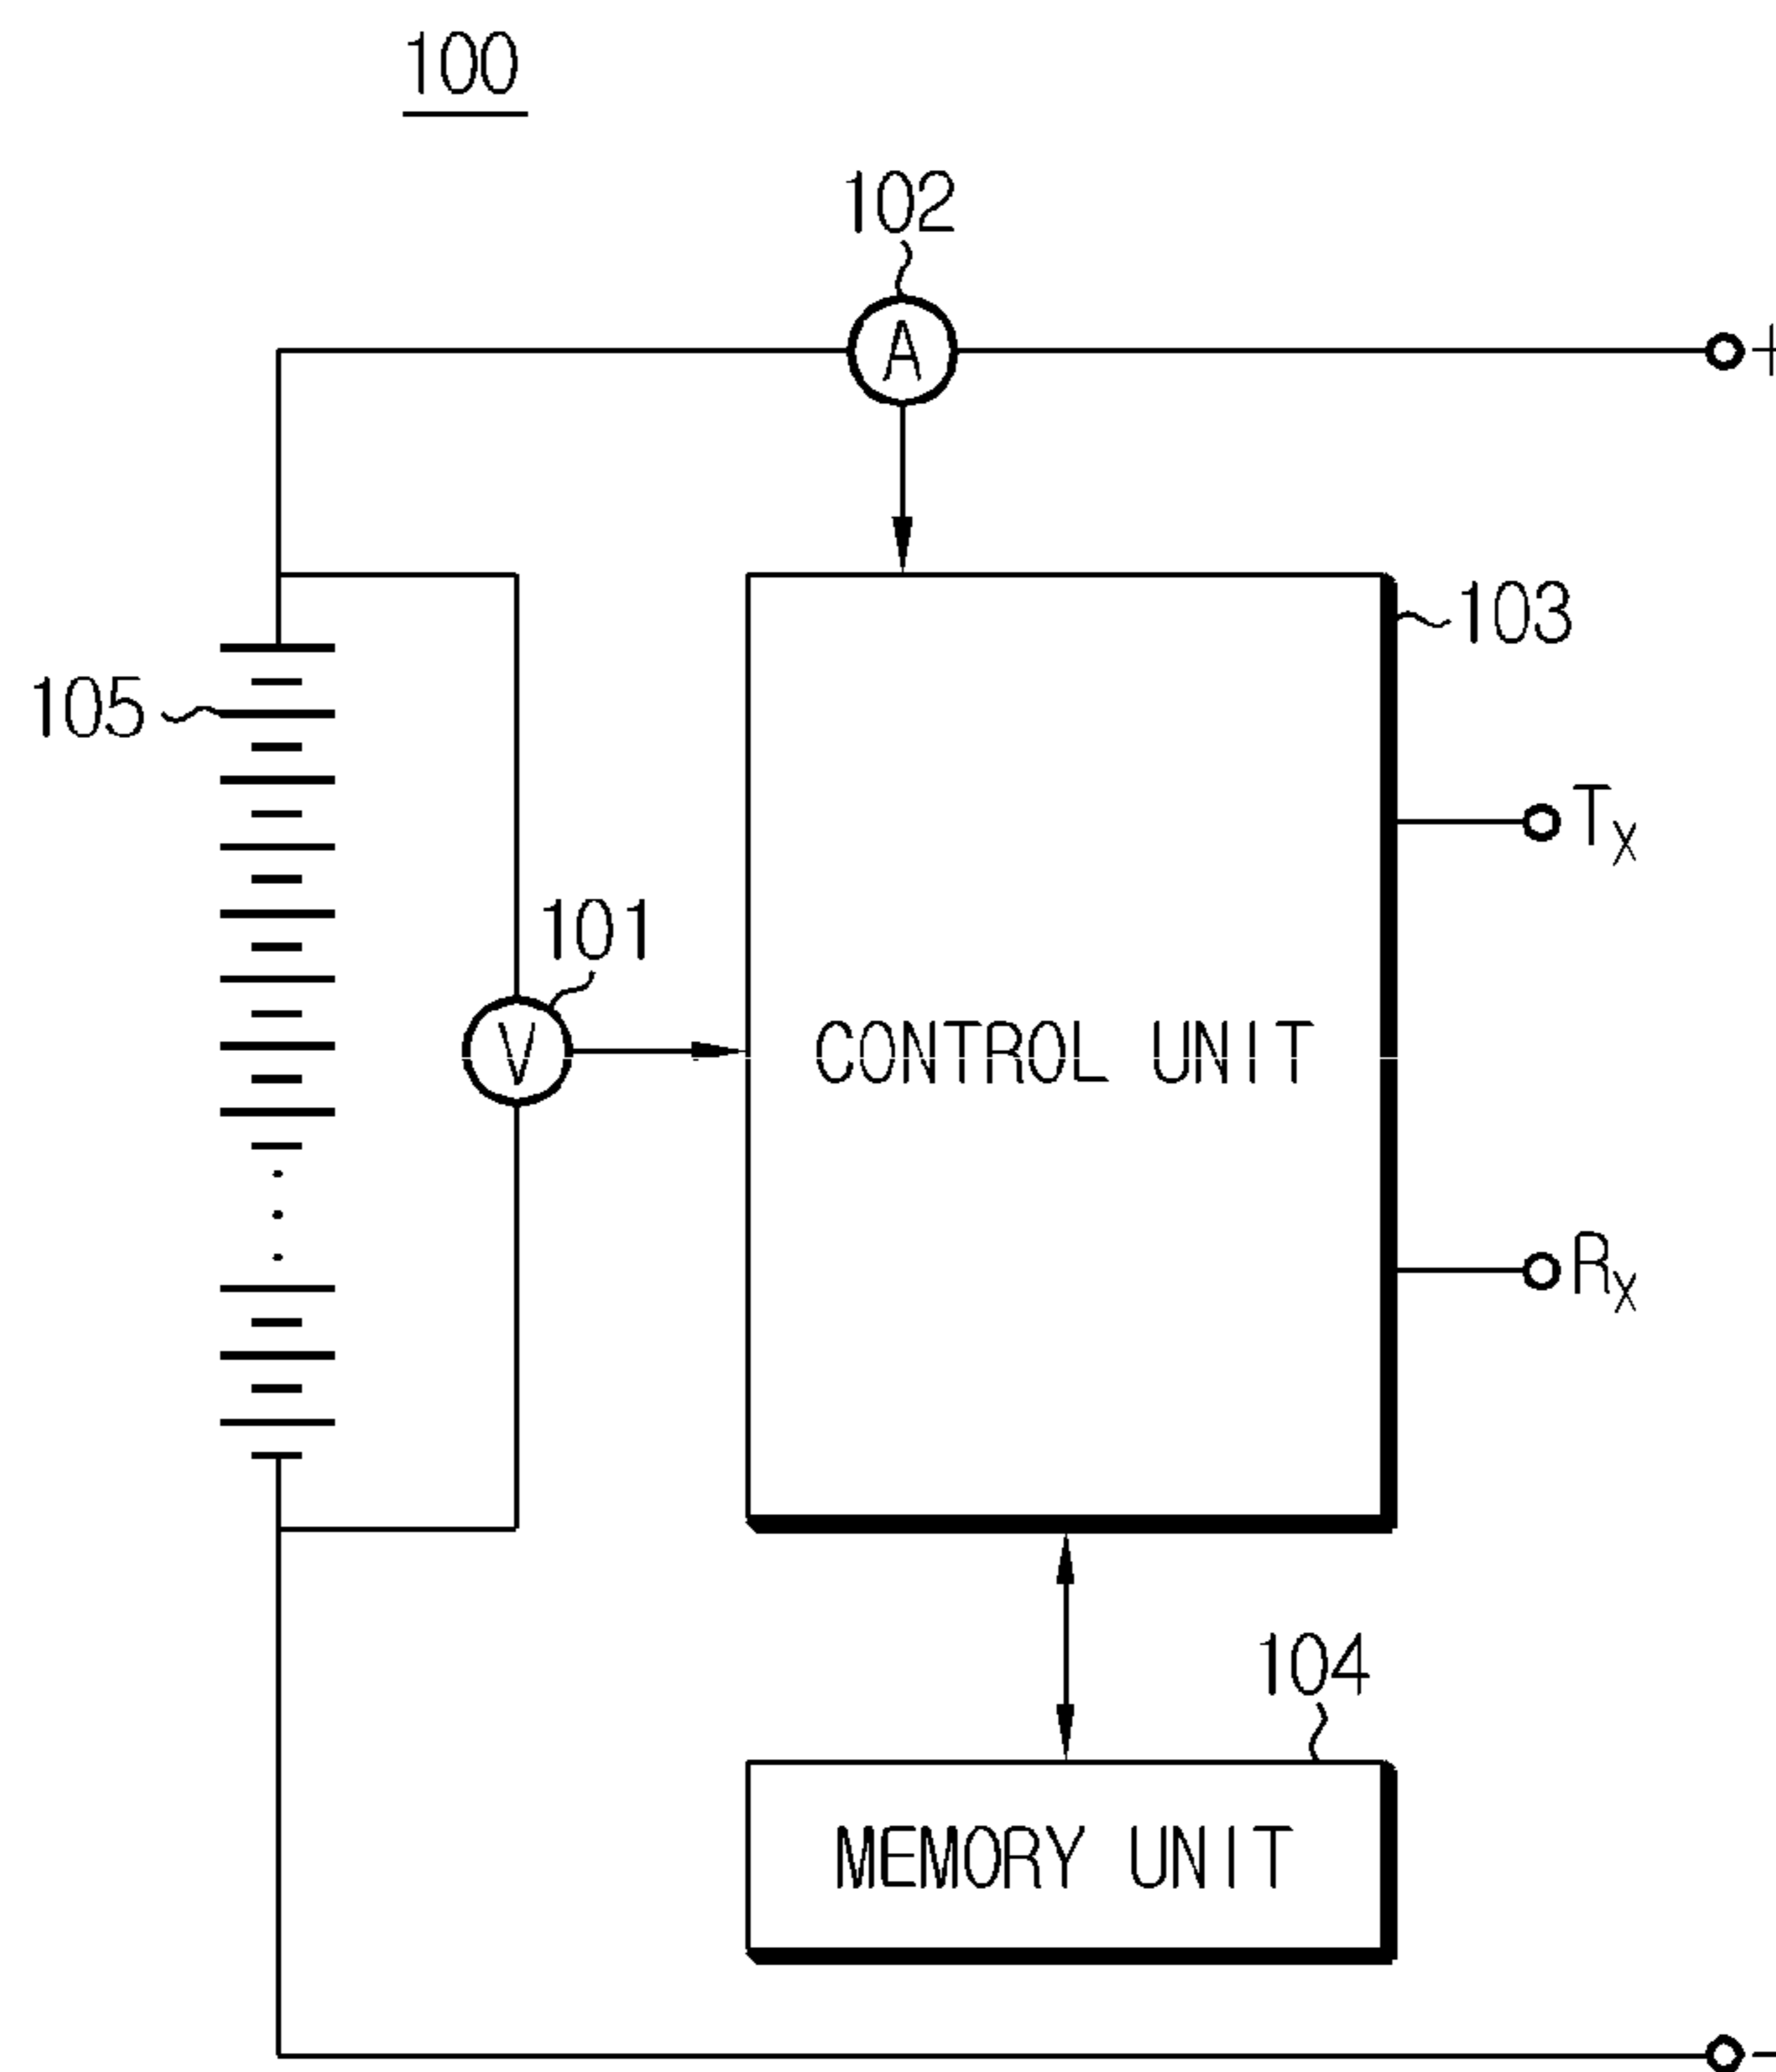 100
102
A
+
103
105
Tx
101
V
CONTROL UNIT
Rx
104
MEMORY UNIT
-